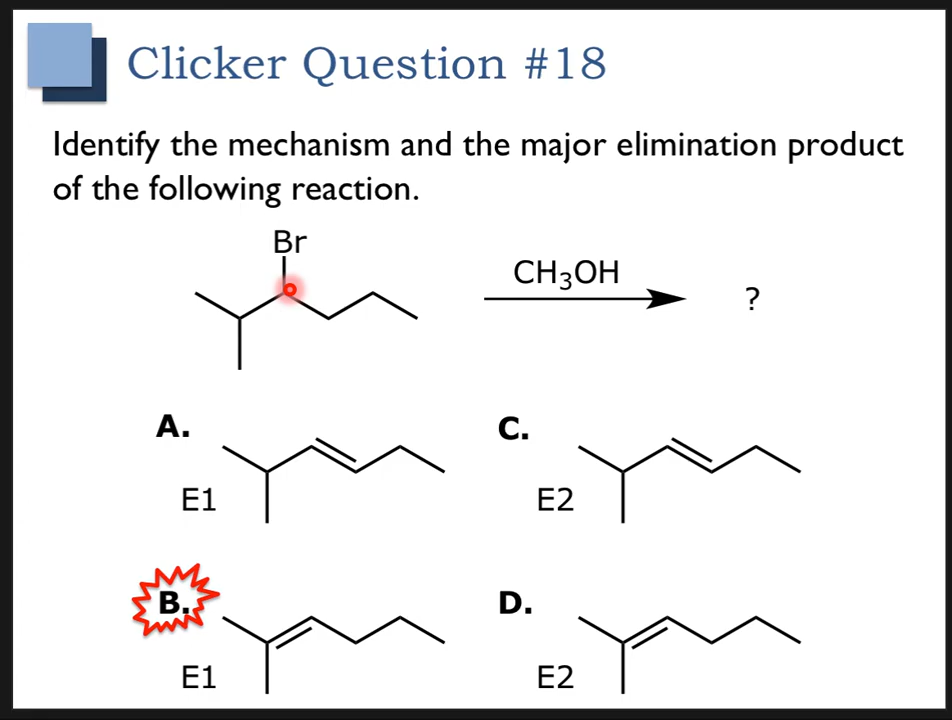 Clicker Question #18
Identify the mechanism and the major elimination product
of the following reaction.
Br
CH₃OH
?
A.
E1
C.
E2
B.
E1
D.
E2